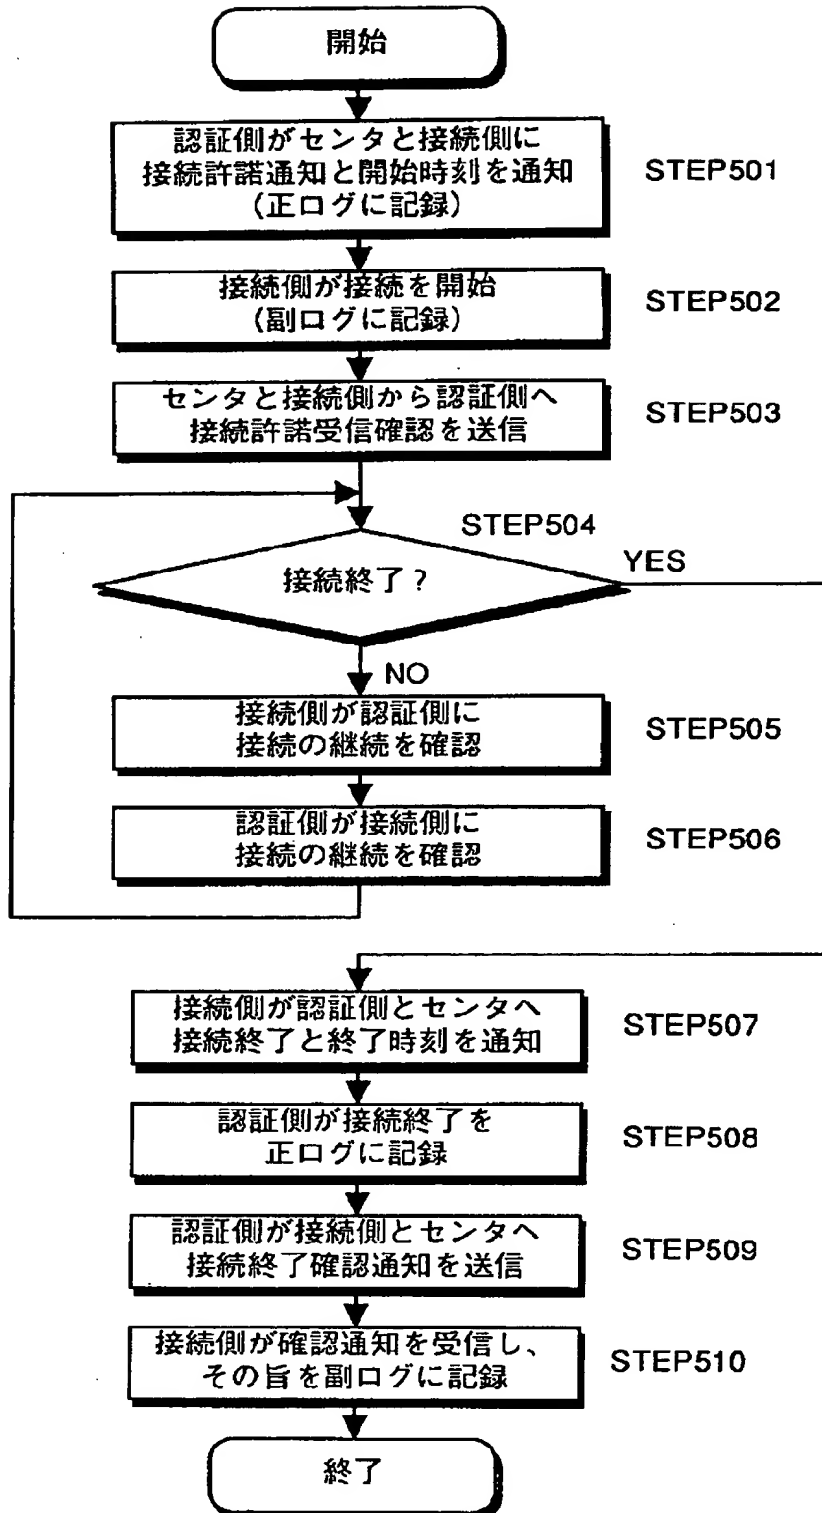 開始
認証側がセンタと接続側に
接続許諾通知と開始時刻を通知
(正ログに記録)
STEP501
接続側が接続を開始
(副ログに記録)
STEP502
センタと接続側から認証側へ
接続許諾受信確認を送信
STEP503
STEP504
接続終了?
YES
NO
接続側が認証側に
接続の継続を確認
STEP505
認証側が接続側に
接続の継続を確認
STEP506
接続側が認証側とセンタへ
接続終了と終了時刻を通知
STEP507
認証側が接続終了を
正ログに記録
STEP508
認証側が接続側とセンタへ
接続終了確認通知を送信
STEP509
接続側が確認通知を受信し、
その旨を副ログに記録
STEP510
終了